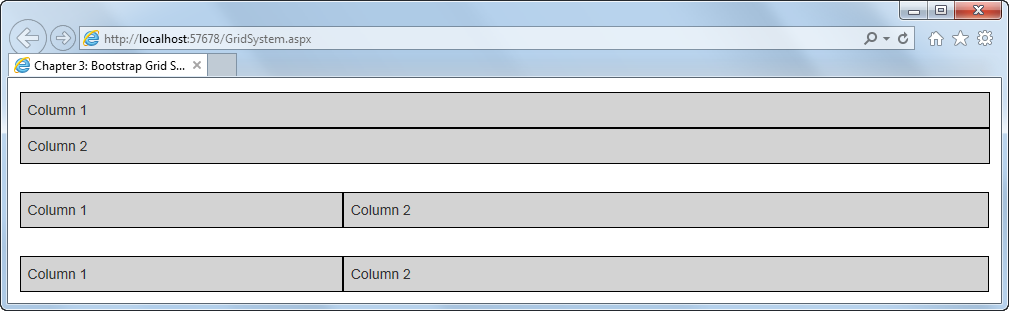 http://localhost:57678/GridSystem.aspx
Chapter 3: Bootstrap Grid S...
Column 1
Column 2
Column 1 Column 2
Column 1 Column 2